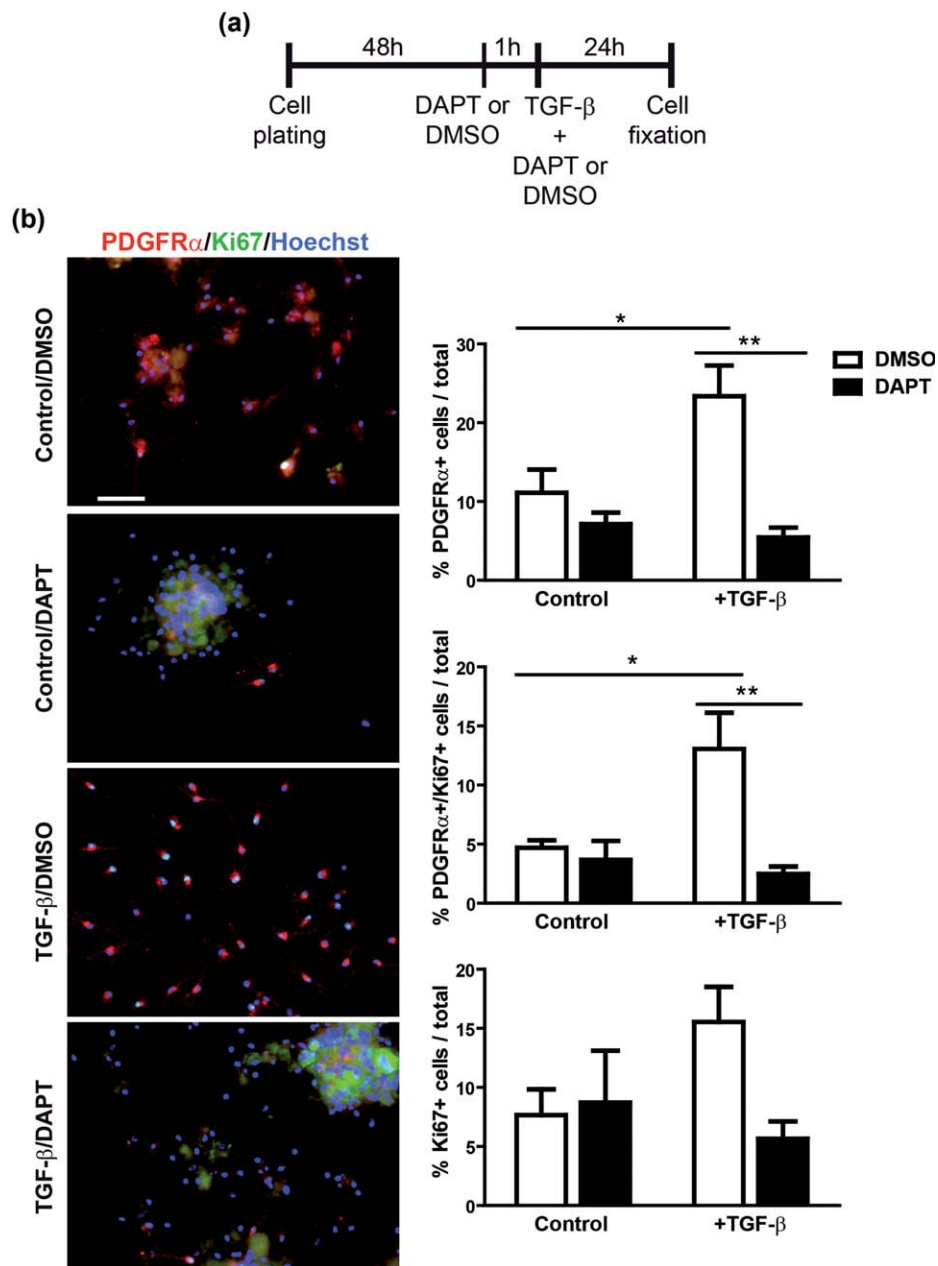 (a)
48h 1h 24h
Cell plating
DAPT or DMSO
TGF-β + DAPT or DMSO
Cell fixation
(b)
PDGFRα/Ki67/Hoechst
Control/DMSO
Control/DAPT
TGF-β/DMSO
TGF-β/DAPT
% PDGFRα+ cells / total
30
20
10
0
*
**
Control +TGF-β
DMSO
DAPT
% PDGFRα+/Ki67+ cells / total
20
15
10
5
0
*
**
Control +TGF-β
% Ki67+ cells / total
20
15
10
5
0
Control +TGF-β